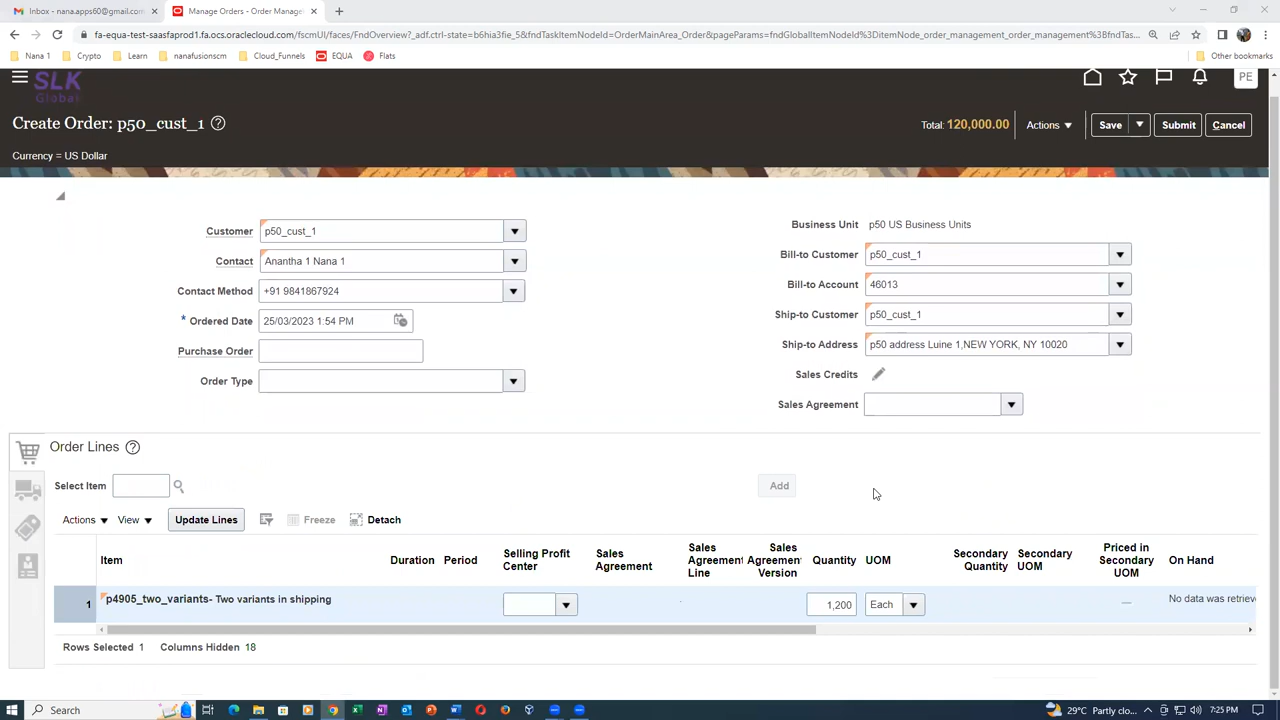 Inbox - nana.apps60@gmail.com
Manage Orders - Order Manage
fa-equa-test-saasfaprod1.fa.ocs.oraclecloud.com/fscmUI/faces/FndOverview?_adf.ctrl-state=b6hia3fie_5&fndTaskItemNodeId=OrderMainArea_Order&pageParams=fndGlobalItemNodeId%3DitemNode_order_management_order_management%3BfndTas...
Nana 1 Crypto Learn nanafusionscm Cloud_Funnels EQUA Flats Other bookmarks
SLK
Global
PE
Create Order: p50_cust_1
Total: 120,000.00 Actions Save Submit Cancel
Currency = US Dollar
Customer p50_cust_1
Contact Anantha 1 Nana 1
Contact Method +91 9841867924
* Ordered Date 25/03/2023 1:54 PM
Purchase Order
Order Type
Business Unit p50 US Business Units
Bill-to Customer p50_cust_1
Bill-to Account 46013
Ship-to Customer p50_cust_1
Ship-to Address p50 address Luine 1,NEW YORK, NY 10020
Sales Credits
Sales Agreement
Order Lines
Select Item Add
Actions View Update Lines Freeze Detach
Item Duration Period Selling Profit Center Sales Agreement Sales Agreement Line Sales Agreement Version Quantity UOM Secondary Quantity Secondary UOM Priced in Secondary UOM On Hand
1 p4905_two_variants- Two variants in shipping 1,200 Each — No data was retrieve
Rows Selected 1 Columns Hidden 18
Search 29°C Partly clo... 7:25 PM